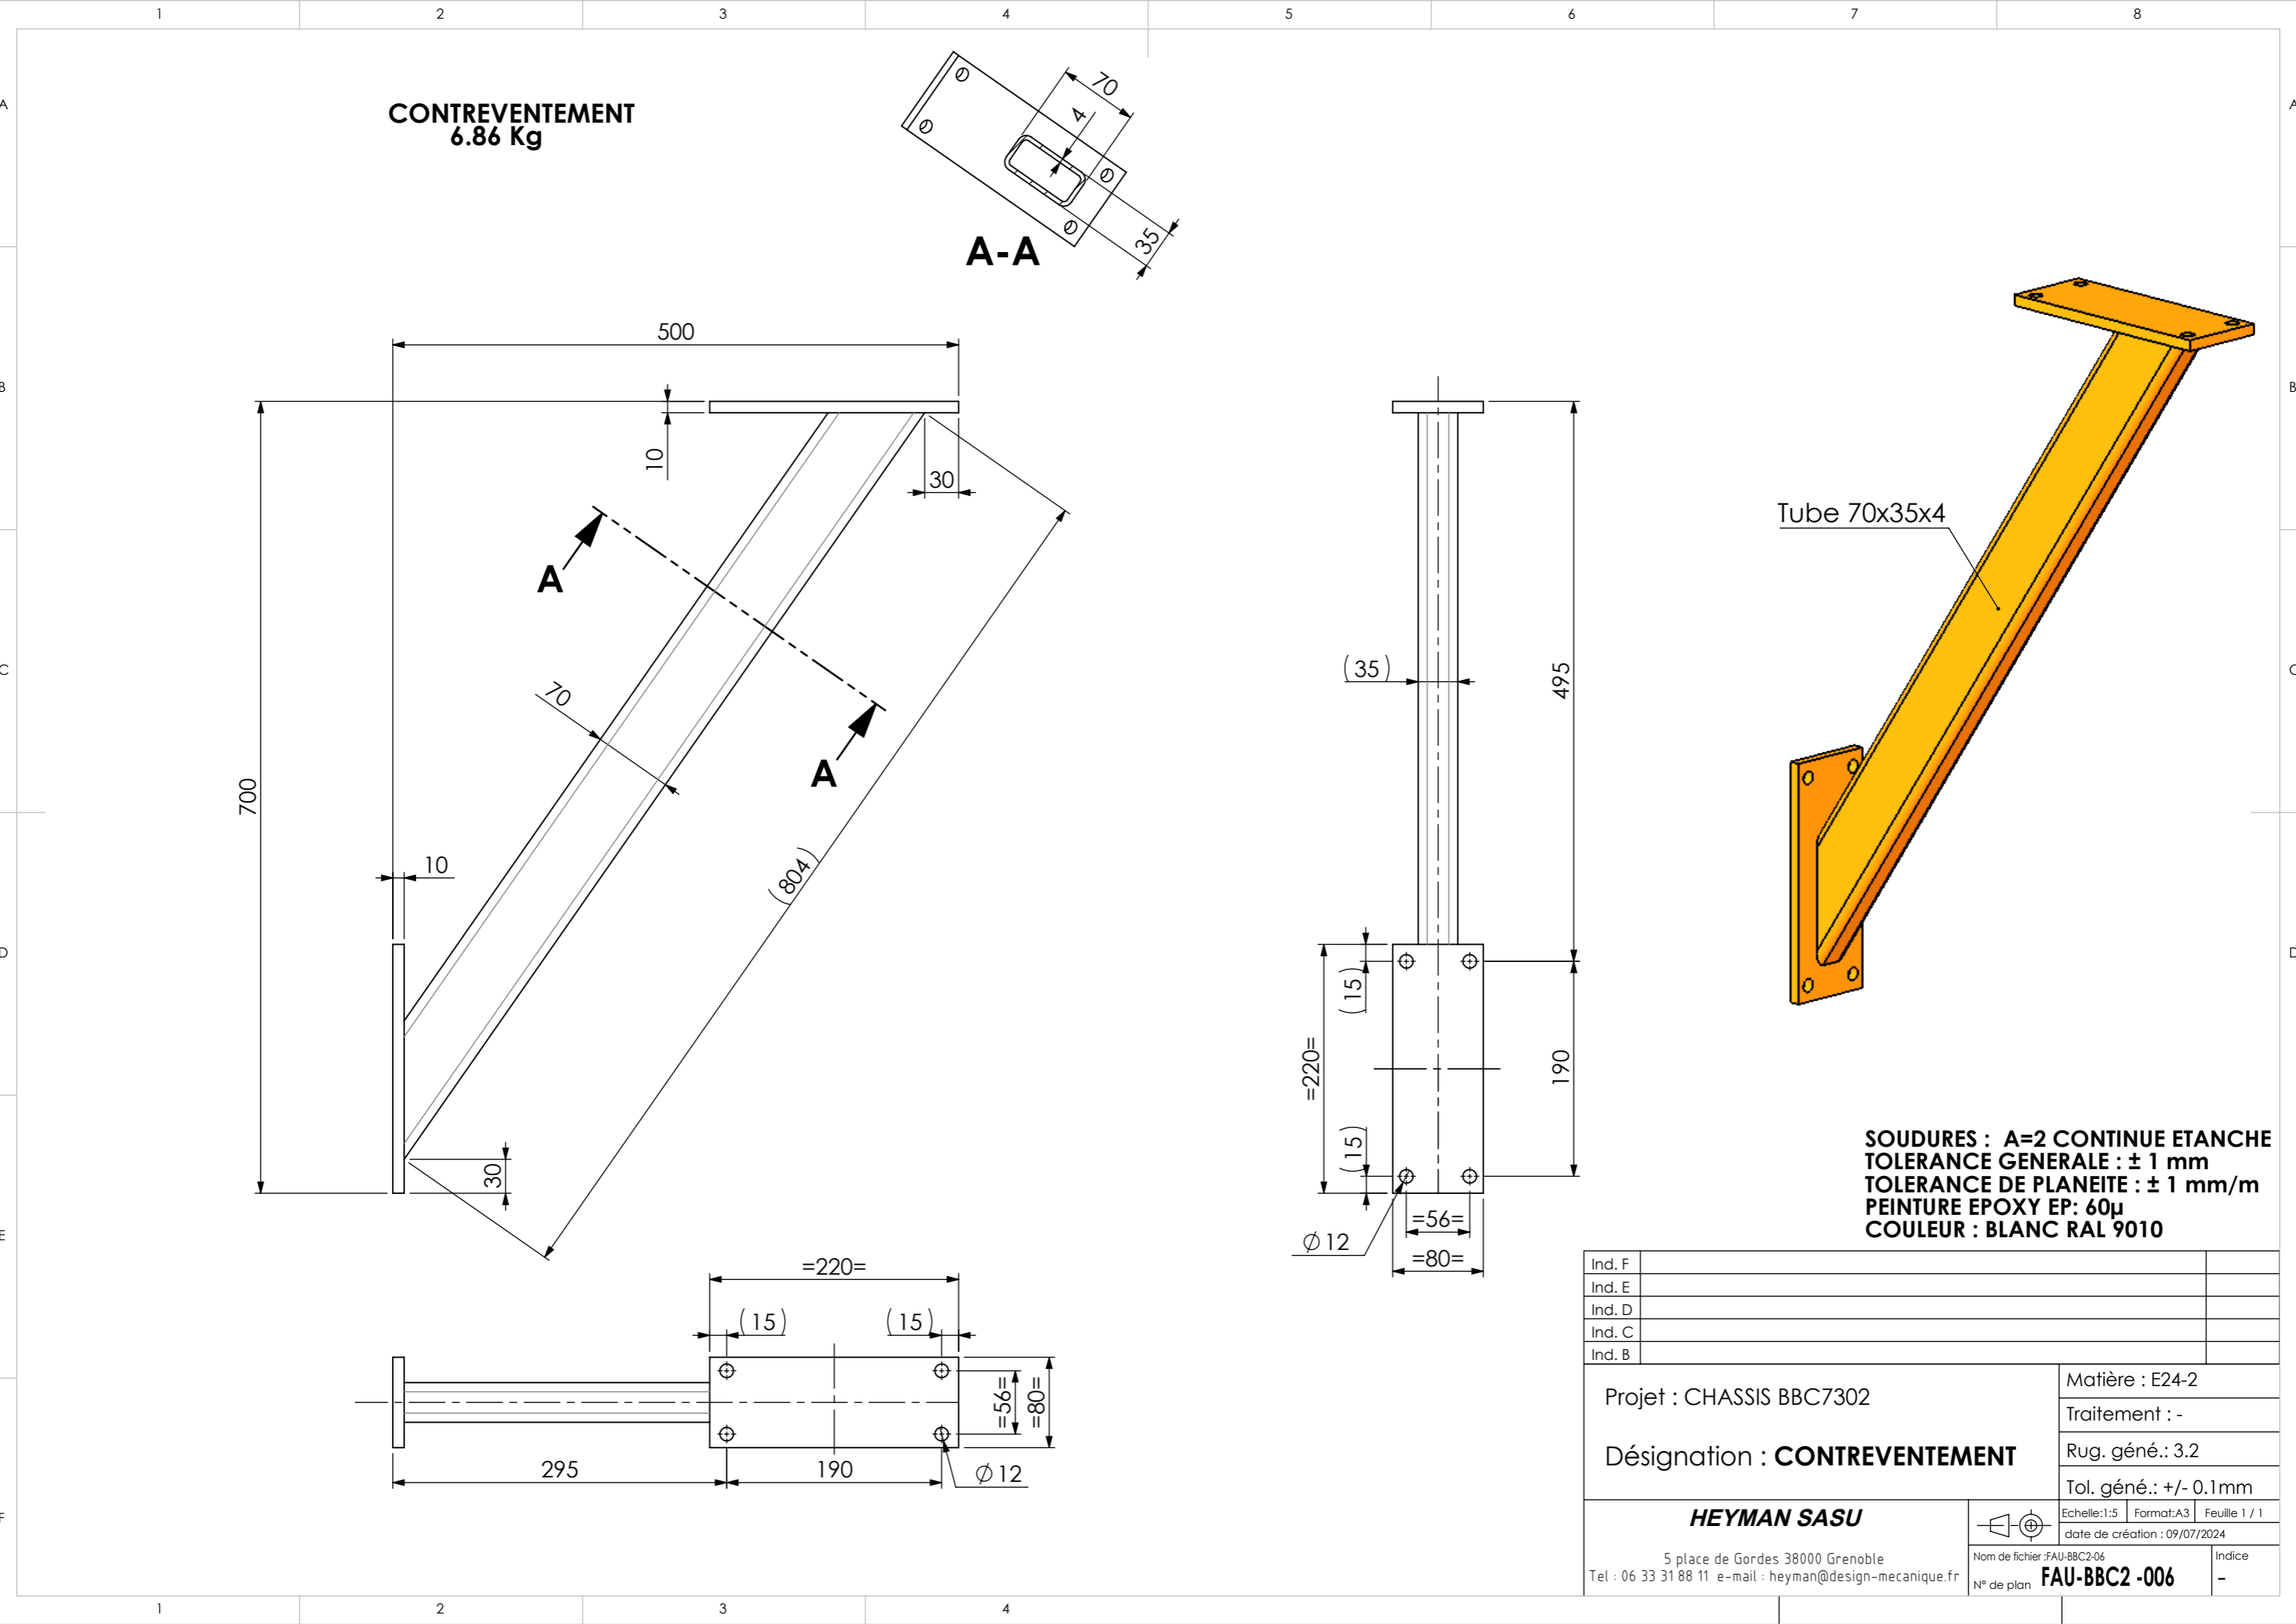 1 2 3 4 5 6 7 8
A A
B B
C C
D D
E
F
CONTREVENTEMENT
6.86 Kg
70
4
35
A-A
500
10
30
A
A
70
700
10
(804)
30
(35)
495
(15)
=220=
190
(15)
=56=
Ø12
=80=
Tube 70x35x4
=220=
(15)
(15)
=56=
=80=
295
190
Ø12
SOUDURES : A=2 CONTINUE ETANCHE
TOLERANCE GENERALE : ± 1 mm
TOLERANCE DE PLANEITE : ± 1 mm/m
PEINTURE EPOXY EP: 60µ
COULEUR : BLANC RAL 9010
Ind. F
Ind. E
Ind. D
Ind. C
Ind. B
Projet : CHASSIS BBC7302
Désignation : CONTREVENTEMENT
Matière : E24-2
Traitement : -
Rug. géné.: 3.2
Tol. géné.: +/- 0.1mm
HEYMAN SASU
5 place de Gordes 38000 Grenoble
Tel : 06 33 31 88 11 e-mail : heyman@design-mecanique.fr
Echelle:1:5 Format:A3 Feuille 1 / 1
date de création : 09/07/2024
Nom de fichier :FAU-BBC2-06
N° de plan FAU-BBC2 -006
Indice
-
1 2 3 4